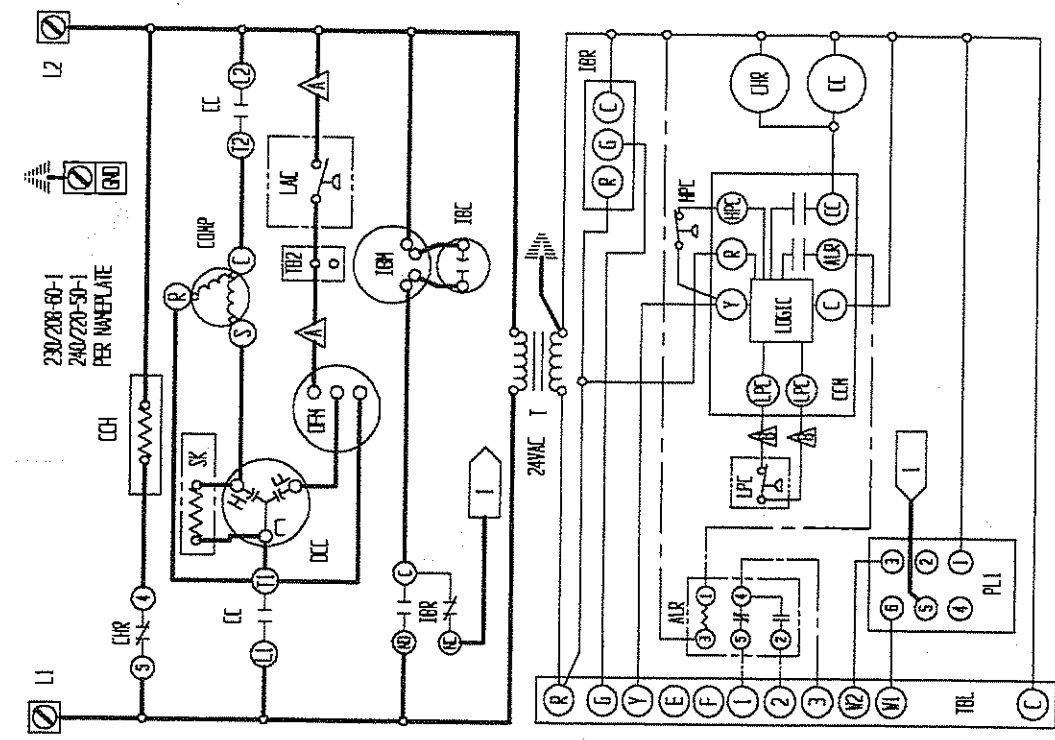 L1
L2
230/208-60-1
240/220-50-1
PER NAMEPLATE
GND
CHR
5
4
CCH
CC
L1
T1
SK
H
F
DCC
S
R
C
COMP
T2
L2
CC
OFM
A
TB2
LAC
A
NO
C
NC
IBR
1
IBM
IBC
24VAC
T
IBR
R
G
C
CHR
CC
HPC
HPC
R
Y
CC
ALR
C
LOGIC
LPC
LPC
CCM
LPC
ALR
3
1
5
4
2
1
3
2
1
6
5
4
PL1
R
G
Y
E
F
1
2
3
W2
W1
TB1
C